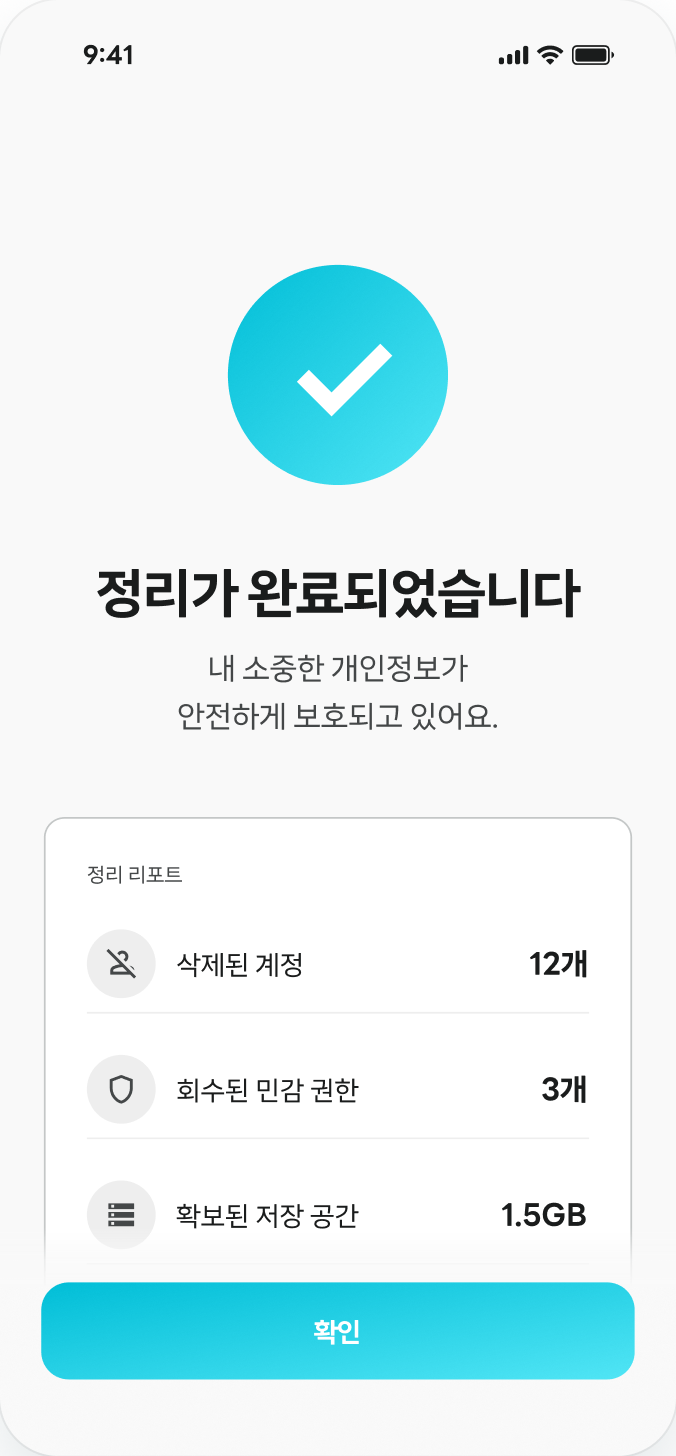 9:41
정리가 완료되었습니다
내 소중한 개인정보가
안전하게 보호되고 있어요.
정리 리포트
삭제된 계정 12개
회수된 민감 권한 3개
확보된 저장 공간 1.5GB
확인